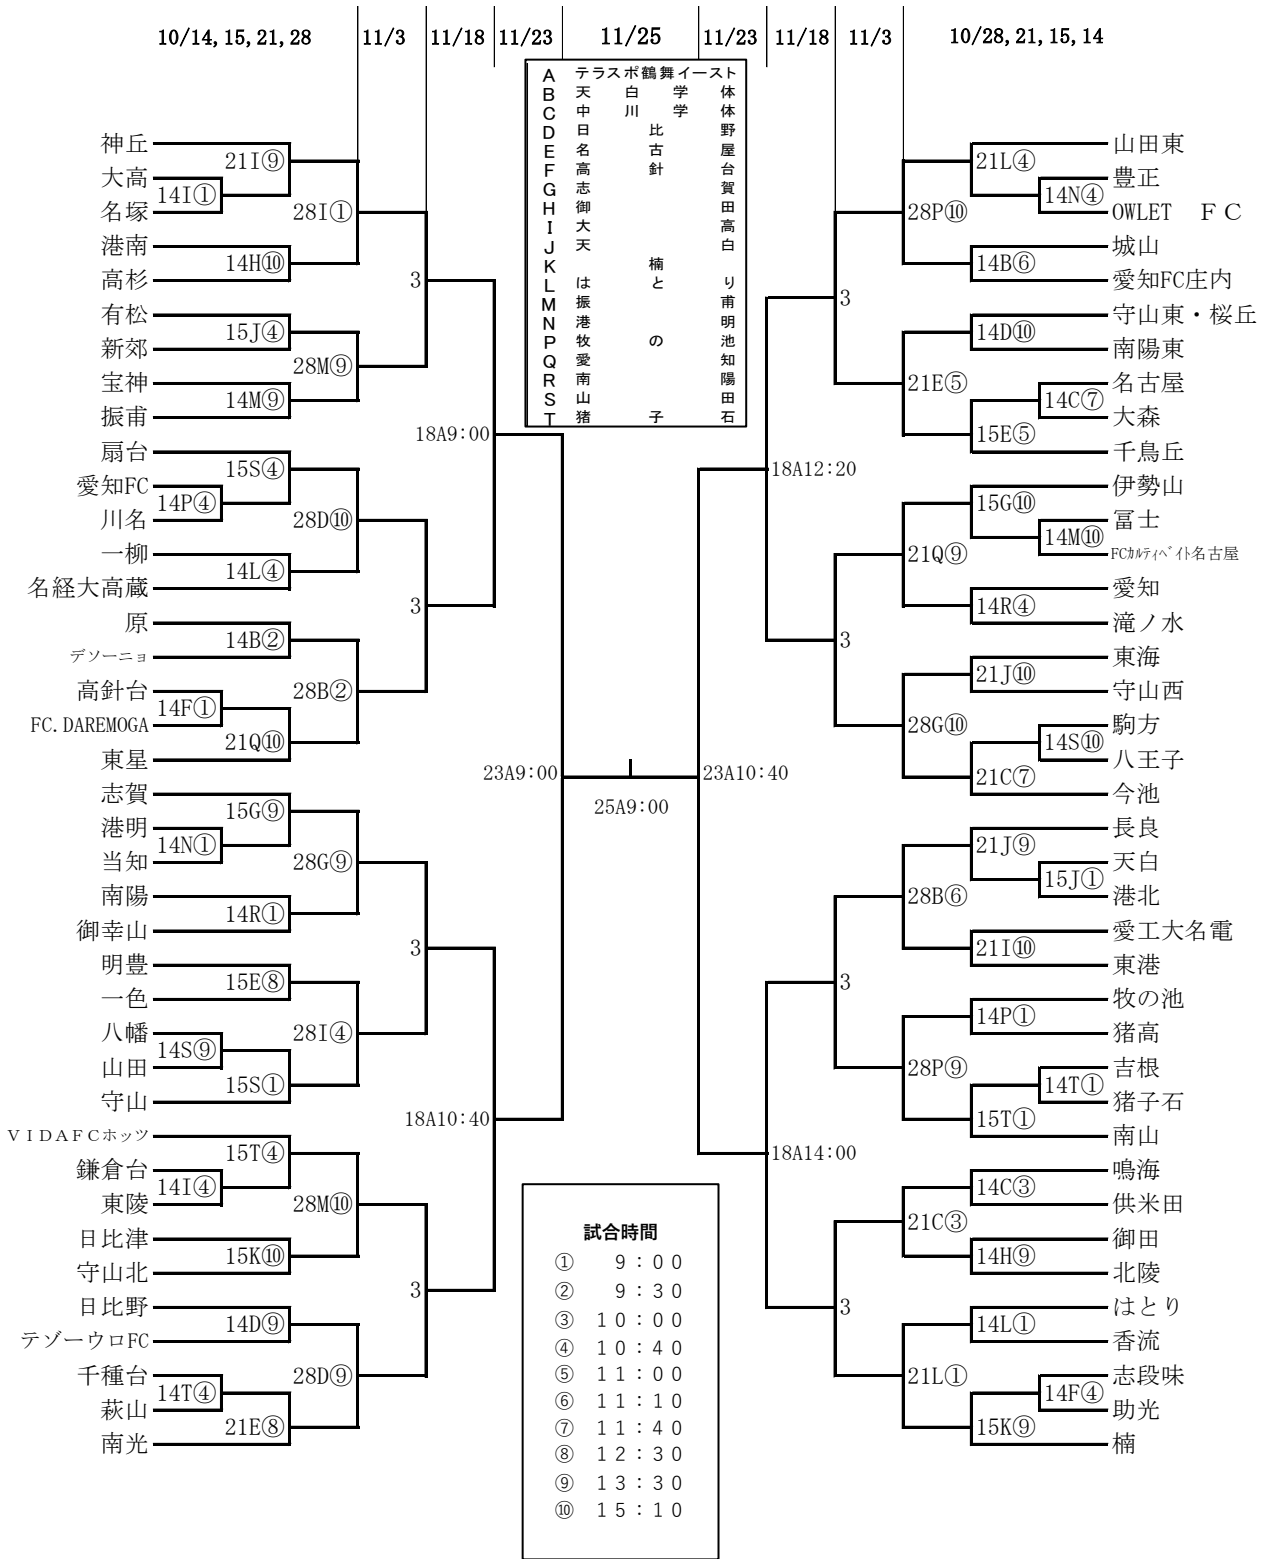 10/14, 15, 21, 28
11/3
11/18
11/23
11/25
11/23
11/18
11/3
10/28, 21, 15, 14
A テラスポ鶴舞イースト
B 天白学体
C 中川学体
D 日比野
E 名古屋
F 高針台
G 志賀
H 御田
I 大高
J 天白
K 楠
L はとり
M 振甫
N 港明
P 牧の池
Q 愛知
R 南陽
S 山田
T 猪子石
神丘
21I⑨
大高
14I①
名塚
28I①
港南
14H⑩
高杉
3
有松
15J④
新郊
28M⑨
宝神
14M⑨
振甫
18A9:00
扇台
15S④
愛知FC
14P④
川名
28D⑩
一柳
14L④
名経大高蔵
3
原
14B②
デソーニョ
28B②
高針台
14F①
FC. DAREMOGA
21Q⑩
東星
23A9:00
志賀
15G⑨
港明
14N①
当知
28G⑨
南陽
14R①
御幸山
3
明豊
15E⑧
一色
28I④
八幡
14S⑨
山田
15S①
守山
18A10:40
ＶＩＤＡＦＣホッツ
15T④
鎌倉台
14I④
東陵
28M⑩
日比津
15K⑩
守山北
3
日比野
14D⑨
テゾーウロFC
28D⑨
千種台
14T④
萩山
21E⑧
南光
25A9:00
山田東
21L④
豊正
14N④
OWLET　ＦＣ
28P⑩
城山
14B⑥
愛知FC庄内
3
守山東・桜丘
14D⑩
南陽東
21E⑤
名古屋
14C⑦
大森
15E⑤
千鳥丘
18A12:20
伊勢山
15G⑩
冨士
14M⑩
FCｶﾙﾃｨﾍﾞｲﾄ名古屋
21Q⑨
愛知
14R④
滝ノ水
3
東海
21J⑩
守山西
28G⑩
駒方
14S⑩
八王子
21C⑦
今池
23A10:40
長良
21J⑨
天白
15J①
港北
28B⑥
愛工大名電
21I⑩
東港
3
牧の池
14P①
猪高
28P⑨
吉根
14T①
猪子石
15T①
南山
18A14:00
鳴海
14C③
供米田
21C③
御田
14H⑨
北陵
3
はとり
14L①
香流
21L①
志段味
14F④
助光
15K⑨
楠
試合時間
① 9：00
② 9：30
③ 10：00
④ 10：40
⑤ 11：00
⑥ 11：10
⑦ 11：40
⑧ 12：30
⑨ 13：30
⑩ 15：10